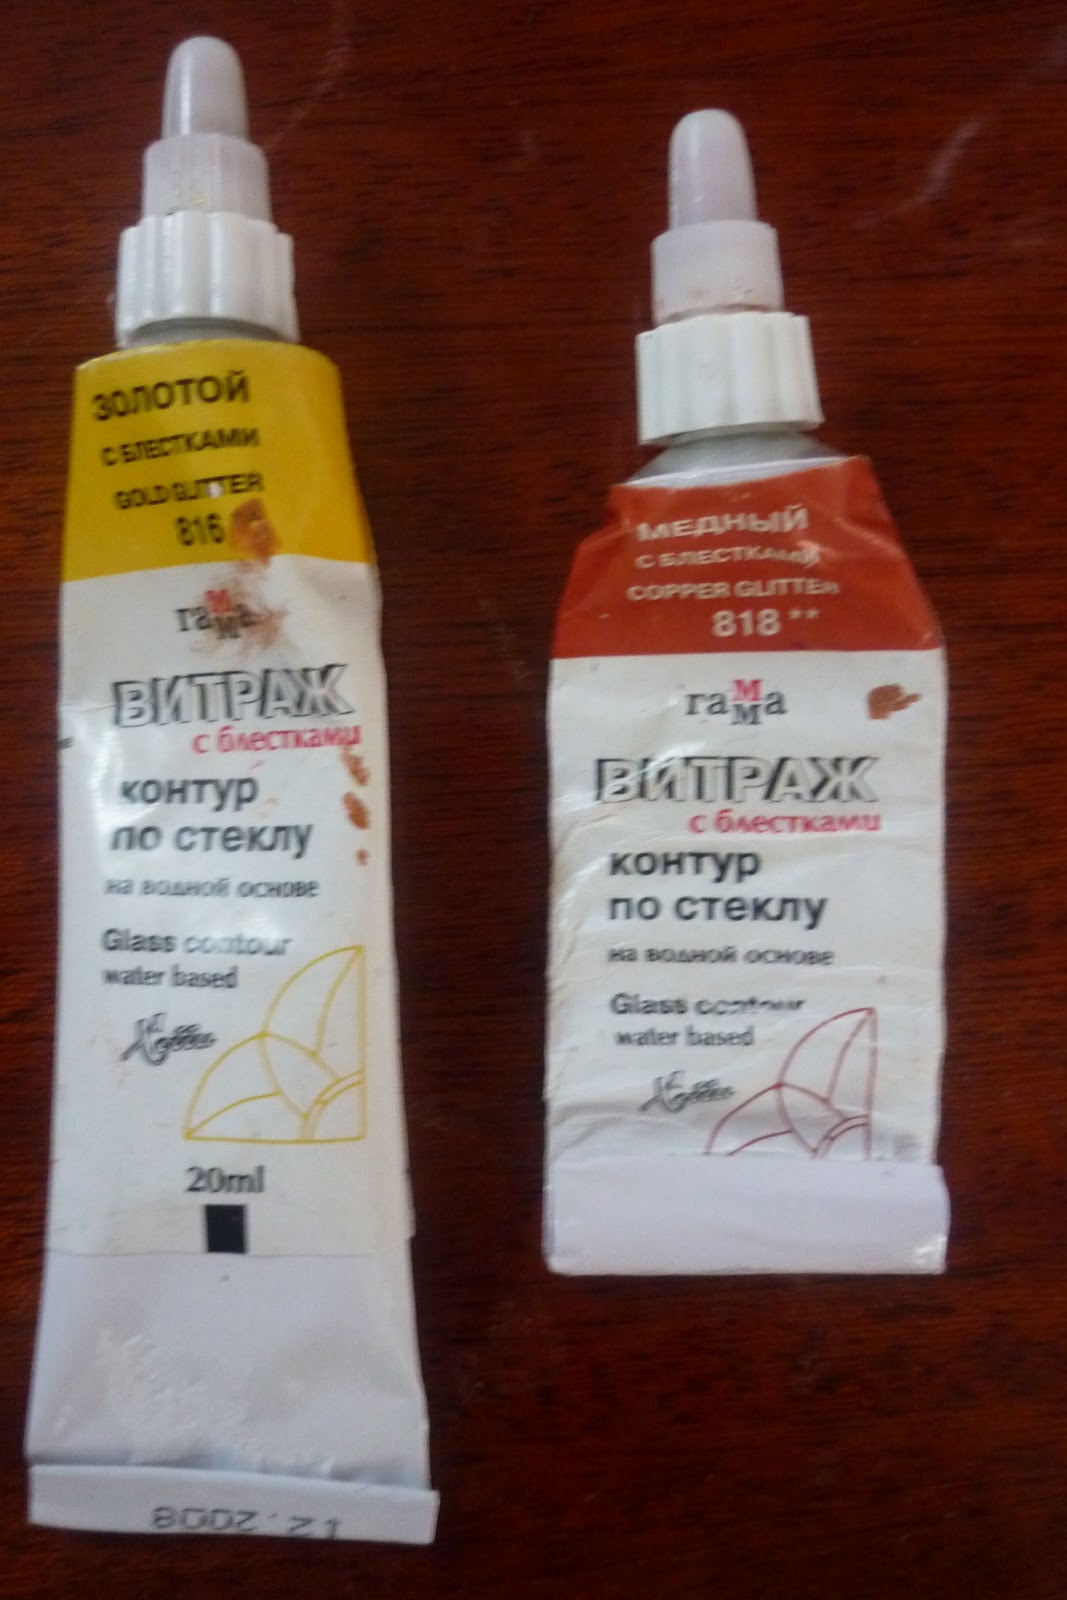 ЗОЛОТОЙ
С БЛЕСТКАМИ
GOLD GLITTER
816
гамма
ВИТРАЖ
с блестками
контур
по стеклу
на водной основе
Glass contour
water based
Хобби
20ml
12.2008
МЕДНЫЙ
С БЛЕСТКАМИ
COPPER GLITTER
818**
гамма
ВИТРАЖ
с блестками
контур
по стеклу
на водной основе
Glass contour
water based
Хобби